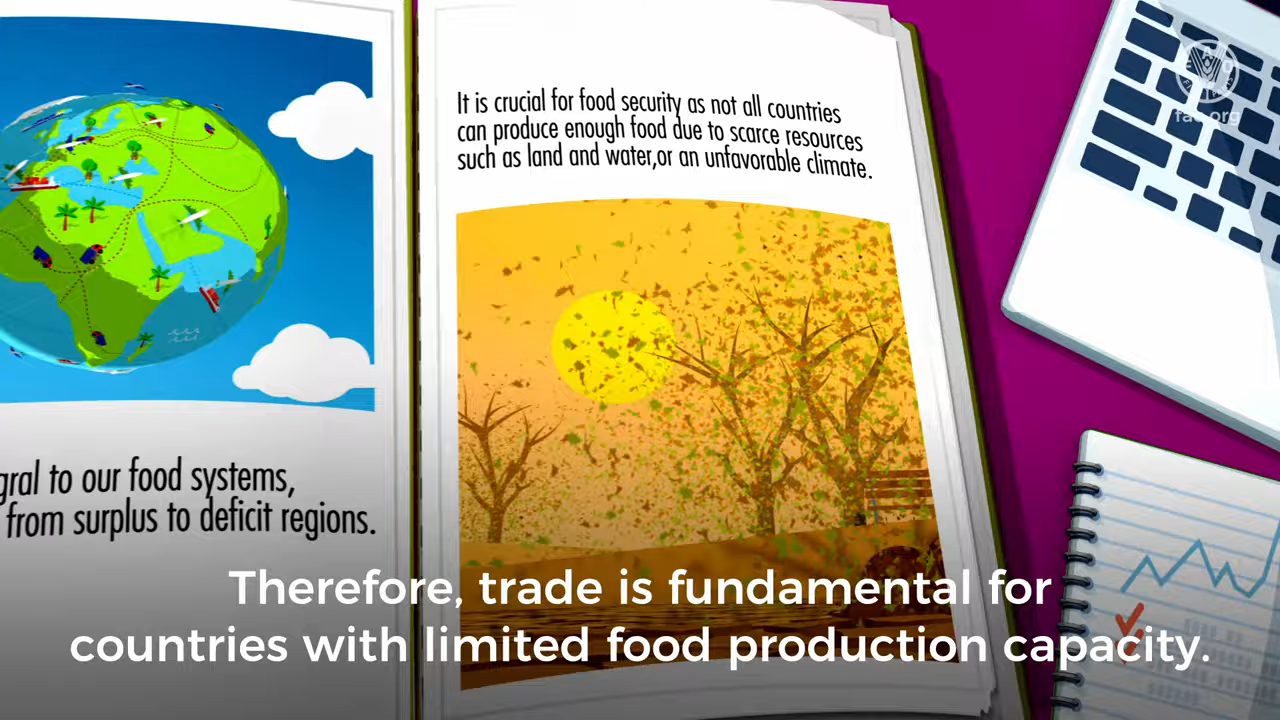 gral to our food systems,
from surplus to deficit regions.
It is crucial for food security as not all countries
can produce enough food due to scarce resources
such as land and water,or an unfavorable climate.
fao.org
Therefore, trade is fundamental for
countries with limited food production capacity.